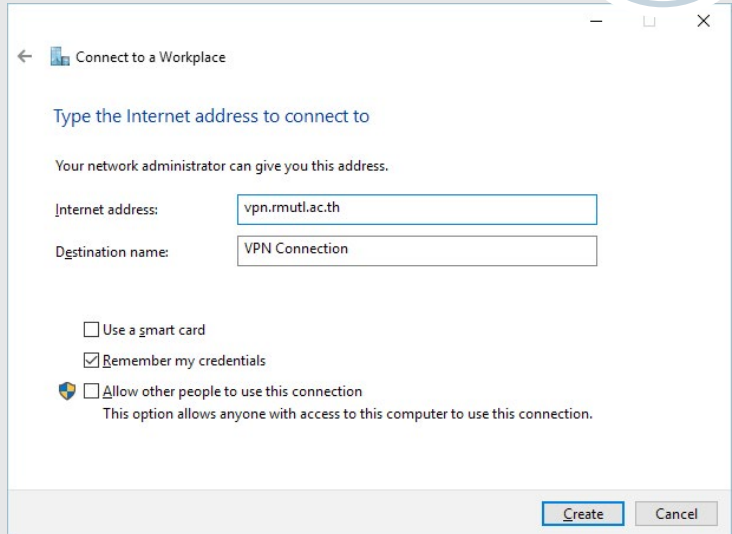 Connect to a Workplace
Type the Internet address to connect to
Your network administrator can give you this address.
Internet address: vpn.rmutl.ac.th
Destination name: VPN Connection
Use a smart card
Remember my credentials
Allow other people to use this connection
This option allows anyone with access to this computer to use this connection.
Create Cancel